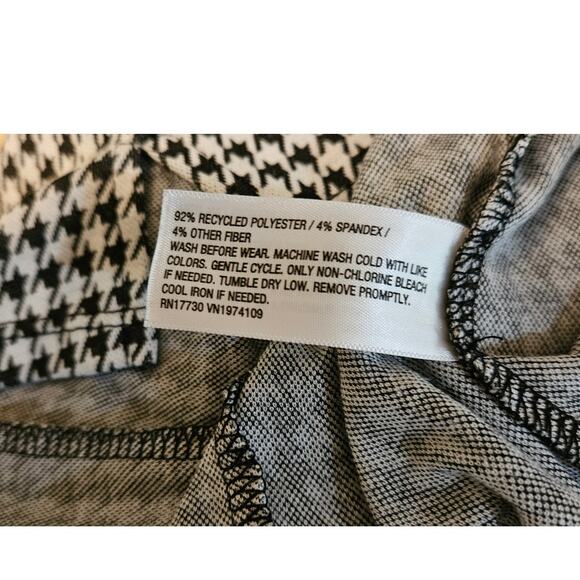 92% RECYCLED POLYESTER / 4% SPANDEX /
4% OTHER FIBER
WASH BEFORE WEAR. MACHINE WASH COLD WITH LIKE
COLORS. GENTLE CYCLE. ONLY NON-CHLORINE BLEACH
IF NEEDED. TUMBLE DRY LOW. REMOVE PROMPTLY.
COOL IRON IF NEEDED.
RN17730 VN1974109